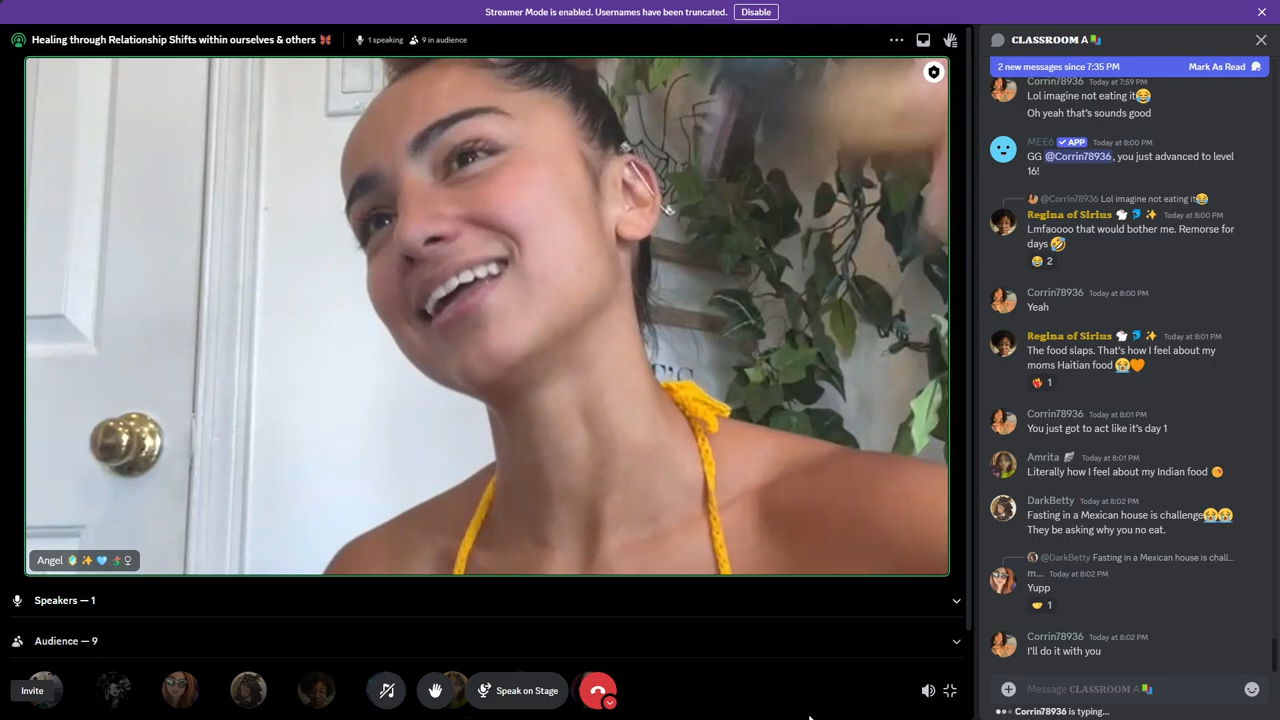 Streamer Mode is enabled. Usernames have been truncated. Disable
Healing through Relationship Shifts within ourselves & others 🦋 1 speaking 9 in audience
T'S
Angel
Speakers — 1
Audience — 9
Invite
Speak on Stage
CLASSROOM A
2 new messages since 7:35 PM Mark As Read
Corrin78936 Today at 7:59 PM
Lol imagine not eating it😂
Oh yeah that's sounds good
MEE6 ✓ APP Today at 8:00 PM
GG @Corrin78936, you just advanced to level
16!
@Corrin78936 Lol imagine not eating it😂
Regina of Sirius Today at 8:00 PM
Lmfaoooo that would bother me. Remorse for
days 🤣
😂 2
Corrin78936 Today at 8:00 PM
Yeah
Regina of Sirius Today at 8:01 PM
The food slaps. That's how I feel about my
moms Haitian food 😭🧡
❤️‍🔥 1
Corrin78936 Today at 8:01 PM
You just got to act like it's day 1
Amrita Today at 8:01 PM
Literally how I feel about my Indian food
DarkBetty Today at 8:02 PM
Fasting in a Mexican house is challenge😭😭
They be asking why you no eat.
@DarkBetty Fasting in a Mexican house is chall...
m... Today at 8:02 PM
Yupp
🤝 1
Corrin78936 Today at 8:02 PM
I'll do it with you
Message CLASSROOM A
Corrin78936 is typing...